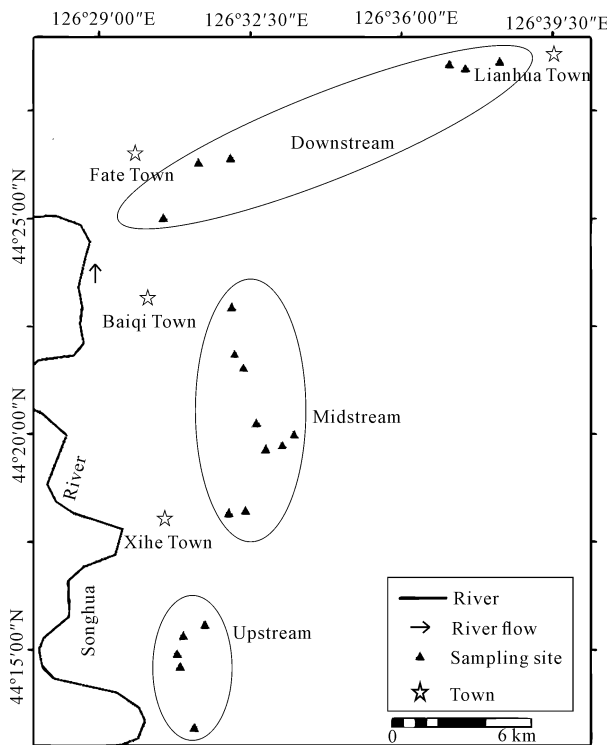 126°29'00"E 126°32'30"E 126°36'00"E 126°39'30"E
Lianhua Town
Downstream
Fate Town
44°25'00"N
Baiqi Town
Midstream
44°20'00"N
River
Xihe Town
Songhua
Upstream
44°15'00"N
River
River flow
Sampling site
Town
0 6 km